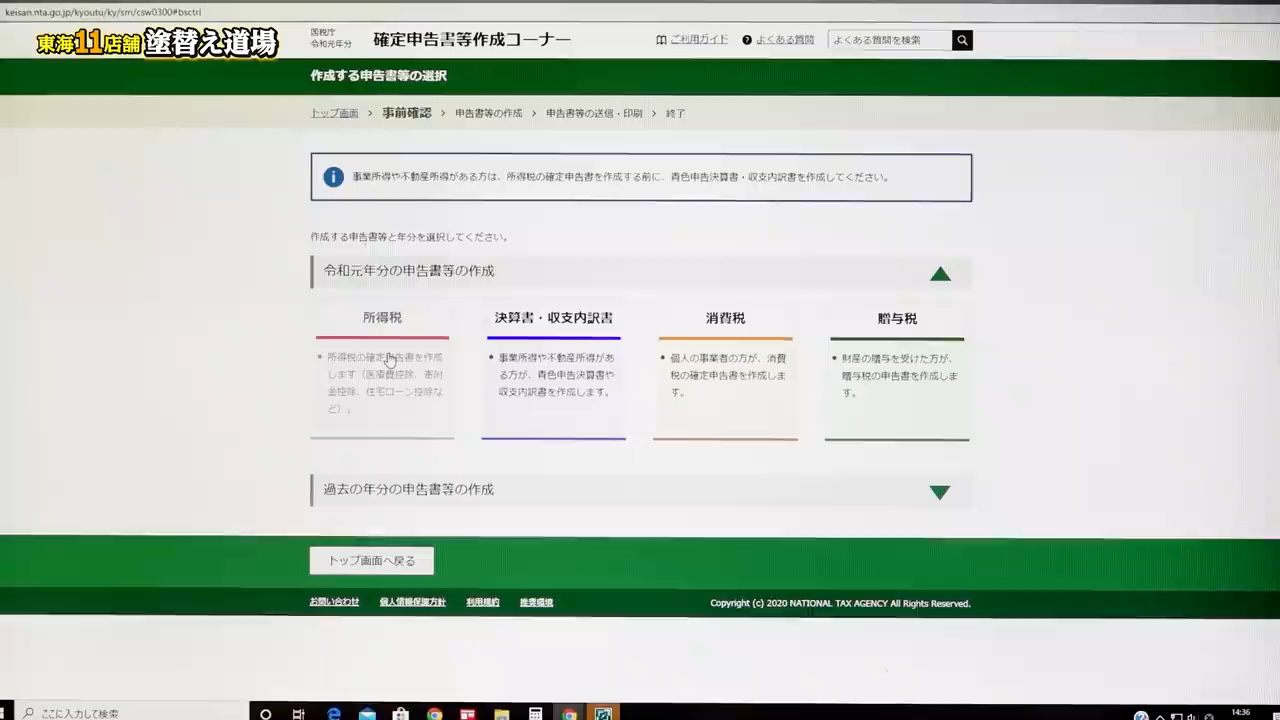 keisan.nta.go.jp/kyoutu/ky/sm/csw0300#bsctrl
東海11店舗塗替え道場
国税庁
令和元年分
確定申告書等作成コーナー
ご利用ガイド
よくある質問
よくある質問を検索
作成する申告書等の選択
トップ画面 > 事前確認 > 申告書等の作成 > 申告書等の送信・印刷 > 終了
事業所得や不動産所得がある方は、所得税の確定申告書を作成する前に、青色申告決算書・収支内訳書を作成してください。
作成する申告書等と年分を選択してください。
令和元年分の申告書等の作成
所得税
所得税の確定申告書を作成
します（医療費控除、寄附
金控除、住宅ローン控除な
ど）。
決算書・収支内訳書
事業所得や不動産所得があ
る方が、青色申告決算書や
収支内訳書を作成します。
消費税
個人の事業者の方が、消費
税の確定申告書を作成しま
す。
贈与税
財産の贈与を受けた方が、
贈与税の申告書を作成しま
す。
過去の年分の申告書等の作成
トップ画面へ戻る
お問い合わせ
個人情報保護方針
利用規約
推奨環境
Copyright (c) 2020 NATIONAL TAX AGENCY All Rights Reserved.
ここに入力して検索
14:36